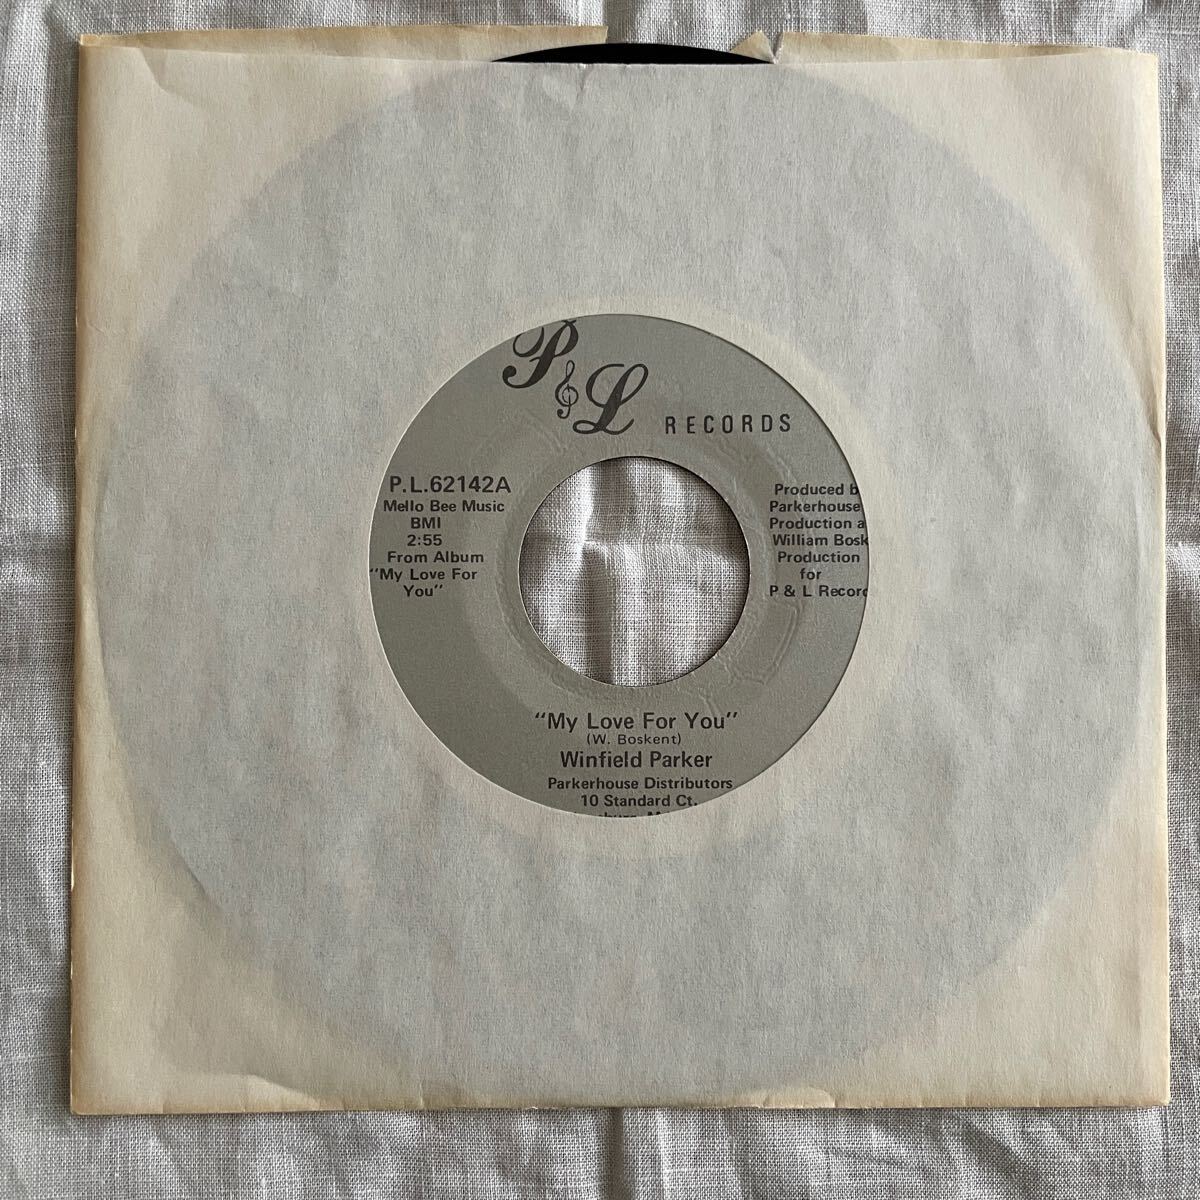 P & L RECORDS
P.L.62142A
Mello Bee Music
BMI
2:55
From Album
"My Love For
You"
Produced b
Parkerhouse
Production a
William Bosk
Production
for
P & L Recor
"My Love For You"
(W. Boskent)
Winfield Parker
Parkerhouse Distributors
10 Standard Ct.